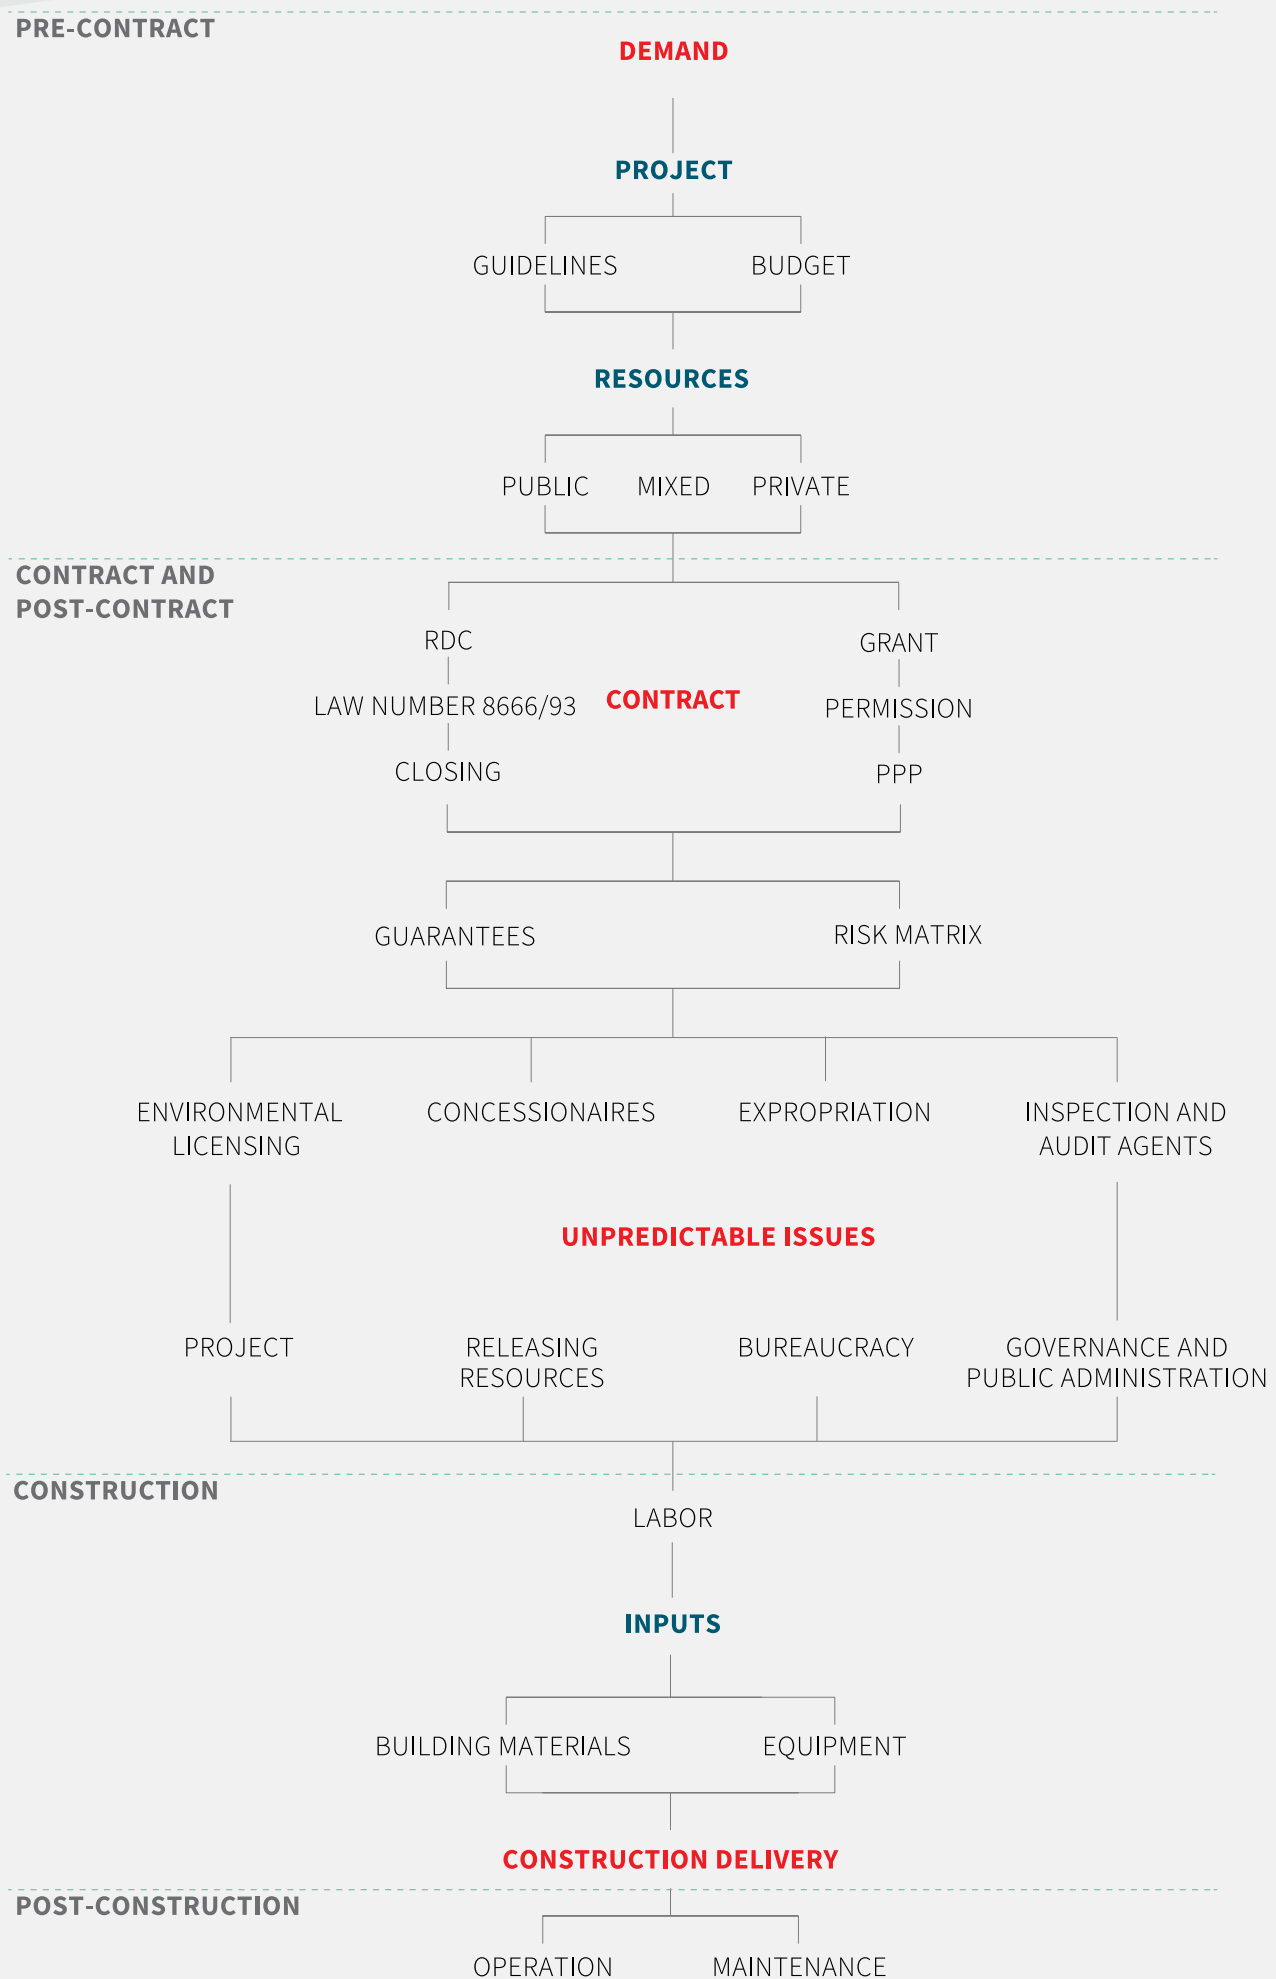 PRE-CONTRACT
DEMAND
PROJECT
GUIDELINES BUDGET
RESOURCES
PUBLIC MIXED PRIVATE
CONTRACT AND
POST-CONTRACT
RDC GRANT
LAW NUMBER 8666/93 CONTRACT PERMISSION
CLOSING PPP
GUARANTEES RISK MATRIX
ENVIRONMENTAL
LICENSING
CONCESSIONAIRES
EXPROPRIATION
INSPECTION AND
AUDIT AGENTS
UNPREDICTABLE ISSUES
PROJECT
RELEASING
RESOURCES
BUREAUCRACY
GOVERNANCE AND
PUBLIC ADMINISTRATION
CONSTRUCTION
LABOR
INPUTS
BUILDING MATERIALS EQUIPMENT
CONSTRUCTION DELIVERY
POST-CONSTRUCTION
OPERATION MAINTENANCE